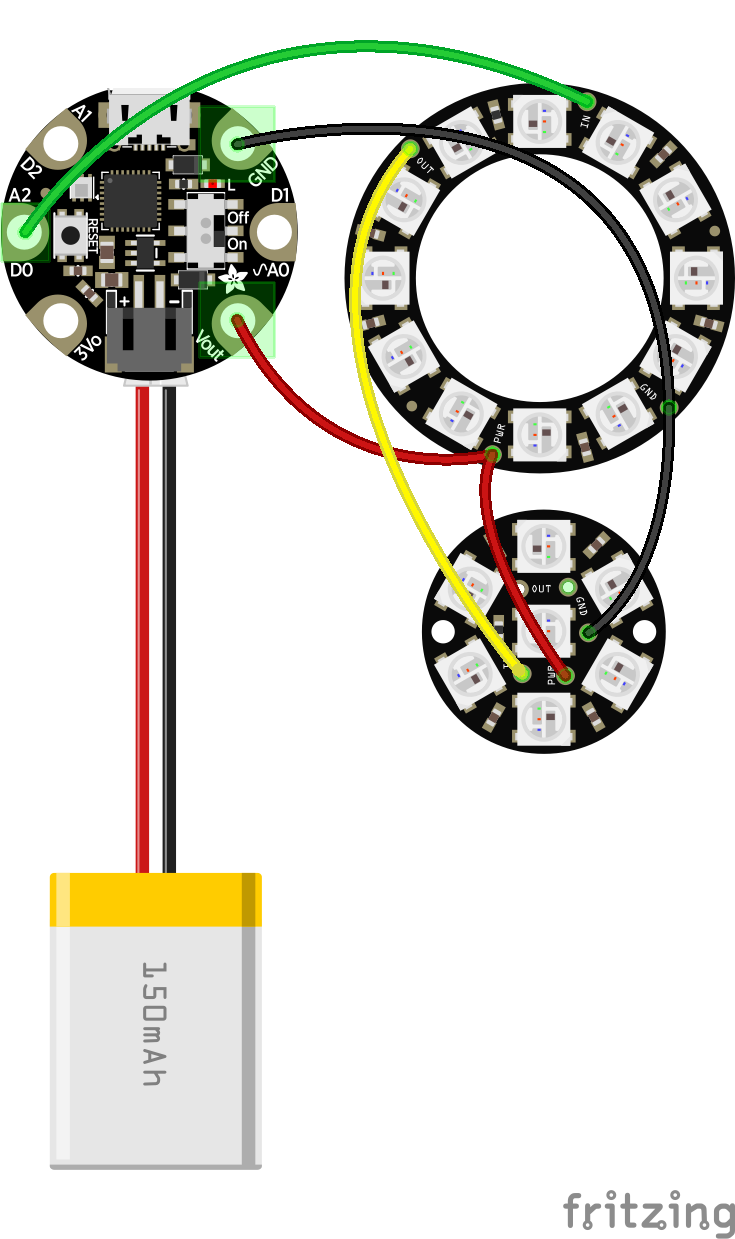 A1
D2
A2
D0
3Vo
RESET
GND
L
D1
Off
On
A0
Vout
+
-
IN
OUT
GND
PWR
OUT
GND
PWR
150mAh
fritzing